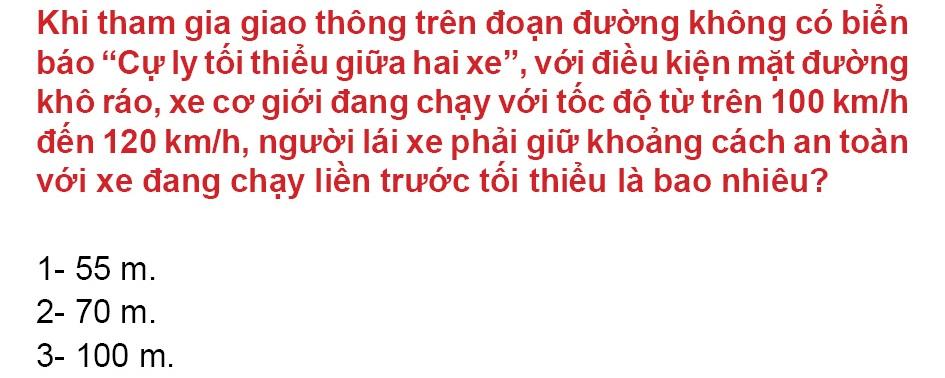 Khi tham gia giao thông trên đoạn đường không có biển
báo “Cự ly tối thiểu giữa hai xe”, với điều kiện mặt đường
khô ráo, xe cơ giới đang chạy với tốc độ từ trên 100 km/h
đến 120 km/h, người lái xe phải giữ khoảng cách an toàn
với xe đang chạy liền trước tối thiểu là bao nhiêu?
1- 55 m.
2- 70 m.
3- 100 m.